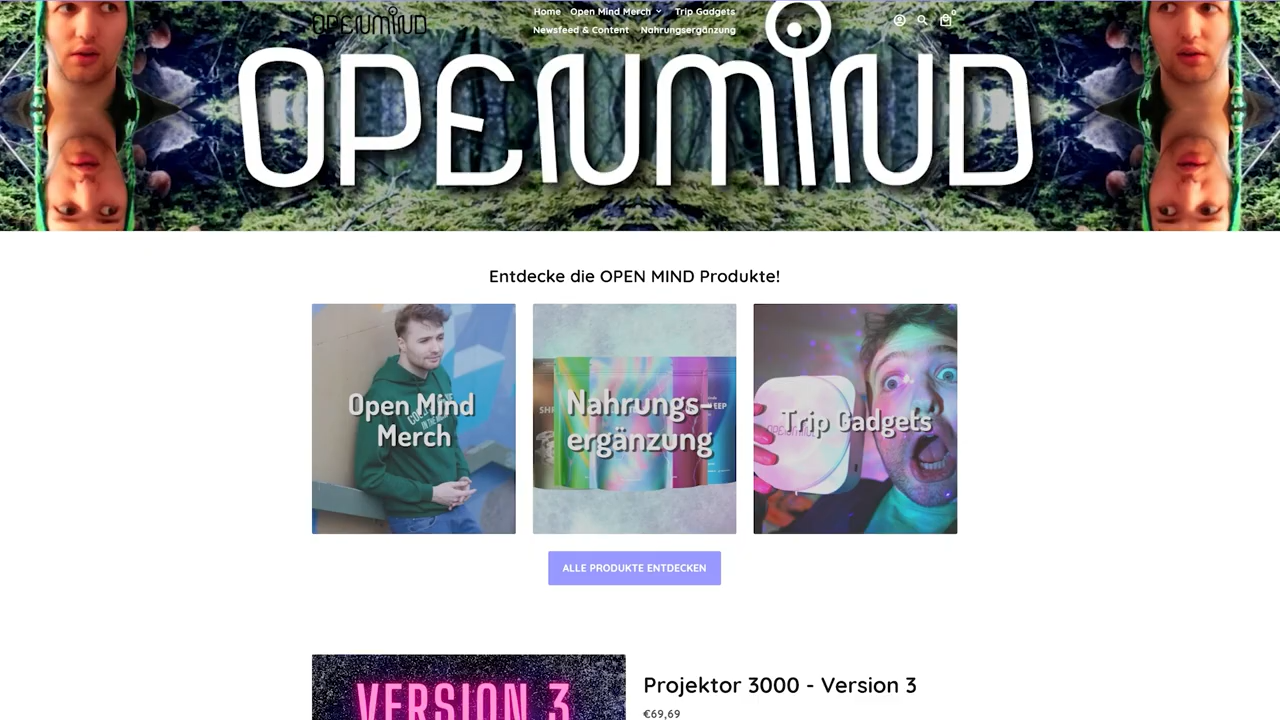 OPENMIND
Home Open Mind Merch Trip Gadgets
0
Newsfeed & Content Nahrungsergänzung
OPENMIND
Entdecke die OPEN MIND Produkte!
Open Mind
Merch
Nahrungs-
ergänzung
Trip Gadgets
ALLE PRODUKTE ENTDECKEN
VERSION 3
Projektor 3000 - Version 3
€69,69